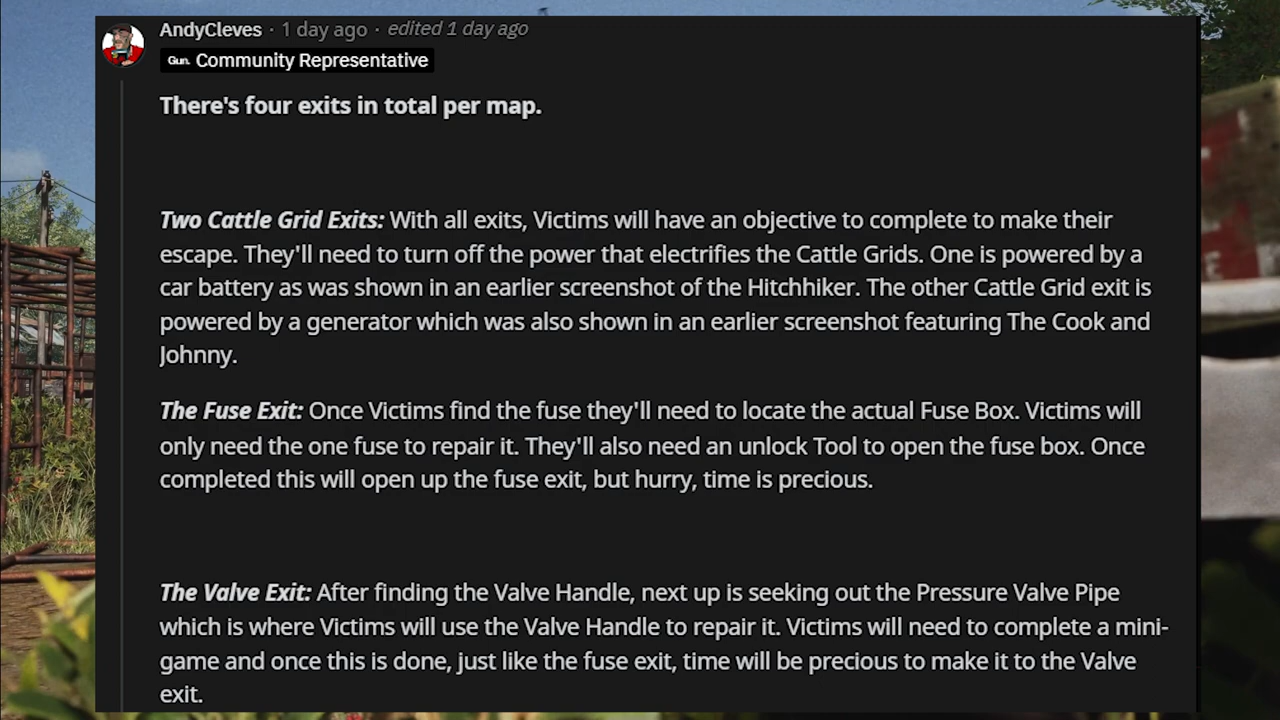 AndyCleves · 1 day ago · edited 1 day ago
Gun. Community Representative
There's four exits in total per map.
Two Cattle Grid Exits: With all exits, Victims will have an objective to complete to make their
escape. They'll need to turn off the power that electrifies the Cattle Grids. One is powered by a
car battery as was shown in an earlier screenshot of the Hitchhiker. The other Cattle Grid exit is
powered by a generator which was also shown in an earlier screenshot featuring The Cook and
Johnny.
The Fuse Exit: Once Victims find the fuse they'll need to locate the actual Fuse Box. Victims will
only need the one fuse to repair it. They'll also need an unlock Tool to open the fuse box. Once
completed this will open up the fuse exit, but hurry, time is precious.
The Valve Exit: After finding the Valve Handle, next up is seeking out the Pressure Valve Pipe
which is where Victims will use the Valve Handle to repair it. Victims will need to complete a mini-
game and once this is done, just like the fuse exit, time will be precious to make it to the Valve
exit.